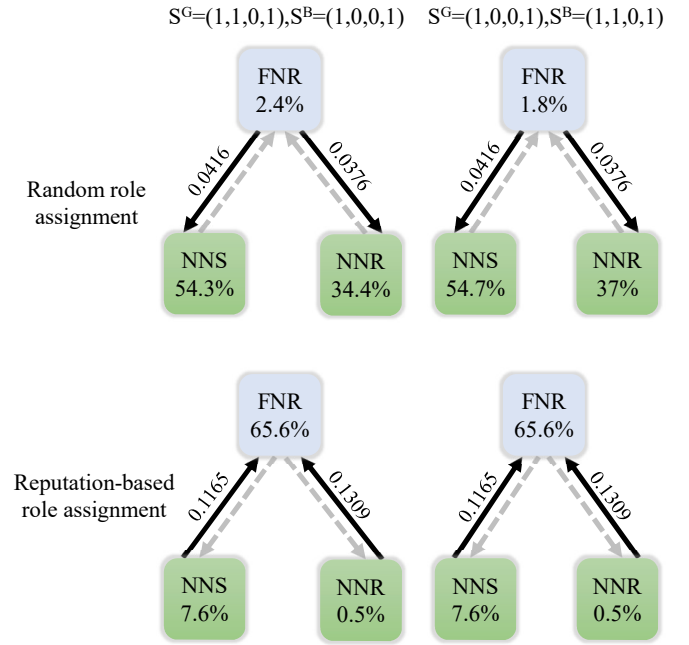 S^G=(1,1,0,1),S^B=(1,0,0,1)
S^G=(1,0,0,1),S^B=(1,1,0,1)
Random role
assignment
FNR
2.4%
0.0416
0.0376
NNS
54.3%
NNR
34.4%
FNR
1.8%
0.0416
0.0376
NNS
54.7%
NNR
37%
Reputation-based
role assignment
FNR
65.6%
0.1165
0.1309
NNS
7.6%
NNR
0.5%
FNR
65.6%
0.1165
0.1309
NNS
7.6%
NNR
0.5%